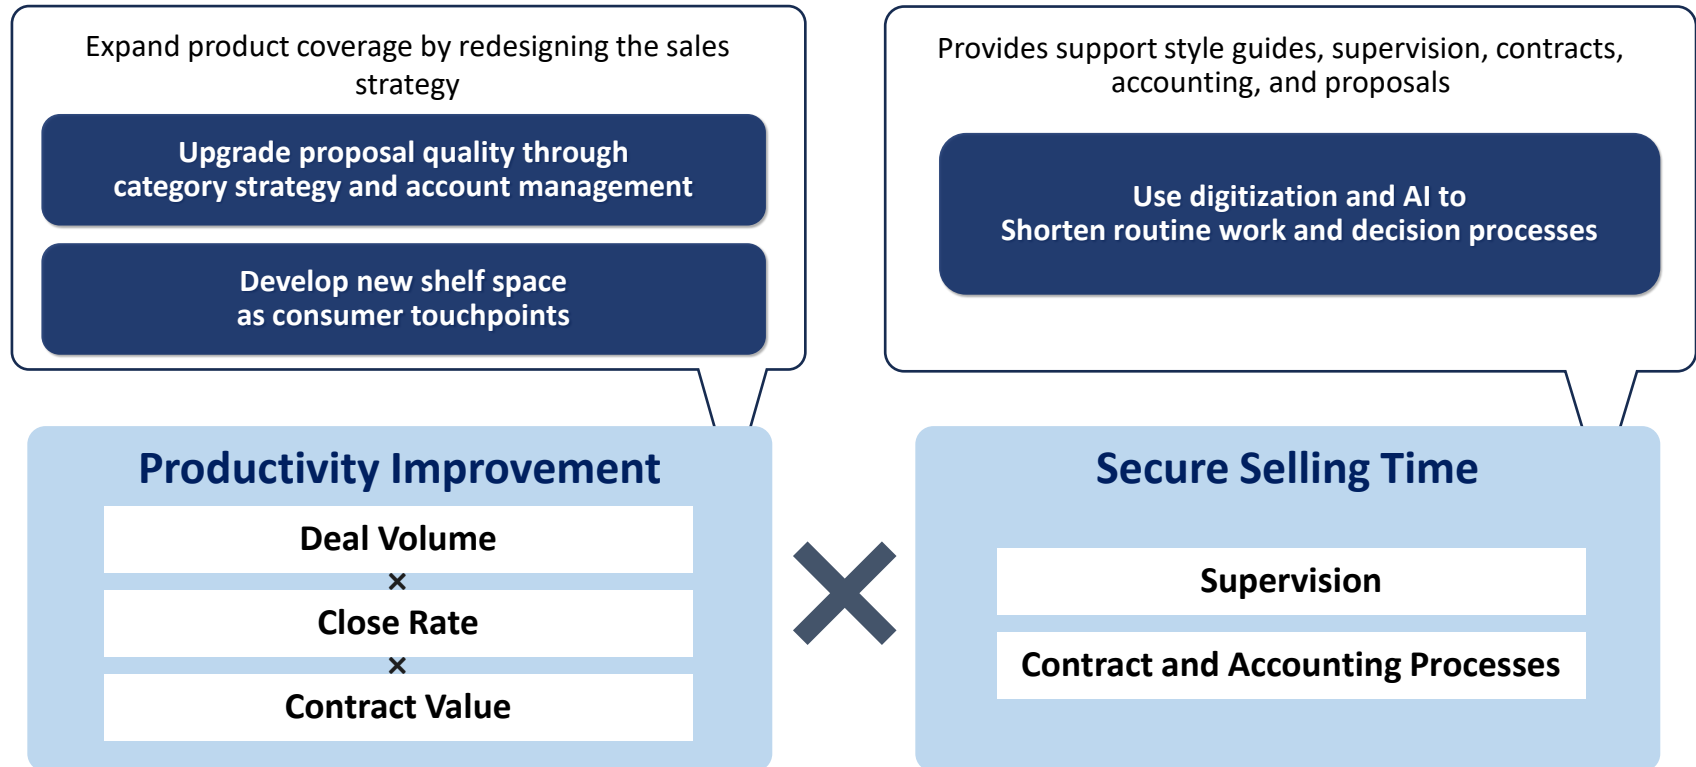 Expand product coverage by redesigning the sales
strategy
Upgrade proposal quality through
category strategy and account management
Develop new shelf space
as consumer touchpoints
Provides support style guides, supervision, contracts,
accounting, and proposals
Use digitization and AI to
Shorten routine work and decision processes
Productivity Improvement
Deal Volume
×
Close Rate
×
Contract Value
×
Secure Selling Time
Supervision
Contract and Accounting Processes